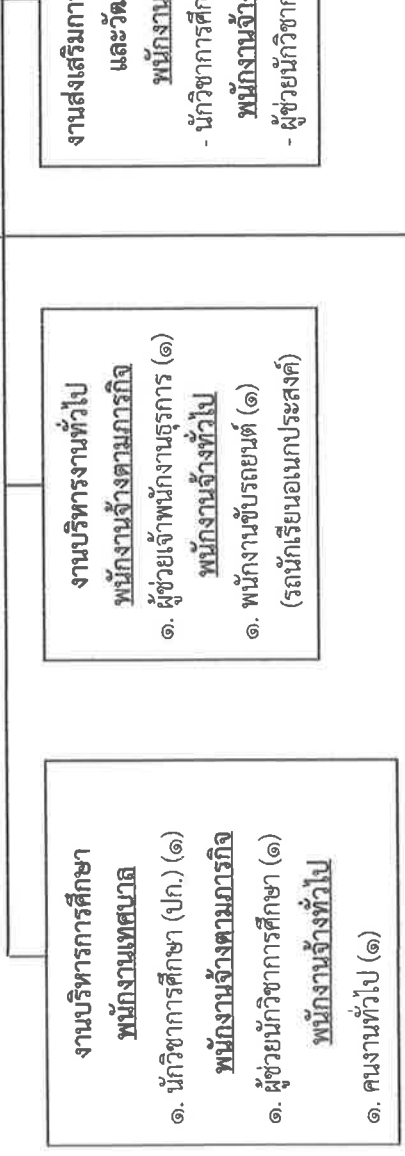 งานบริหารการศึกษา
พนักงานเทศบาล
๑. นักวิชาการศึกษา (ปก.) (๑)
พนักงานจ้างตามภารกิจ
๑. ผู้ช่วยนักวิชาการศึกษา (๑)
พนักงานจ้างทั่วไป
๑. คนงานทั่วไป (๑)
งานบริหารงานทั่วไป
พนักงานจ้างตามภารกิจ
๑. ผู้ช่วยเจ้าพนักงานธุรการ (๑)
พนักงานจ้างทั่วไป
๑. พนักงานขับรถยนต์ (๑)
(รถนักเรียนอเนกประสงค์)
งานส่งเสริมกา
และวัฒ
พนักงาน
- นักวิชาการศึก
พนักงานจ้าง
- ผู้ช่วยนักวิชาก